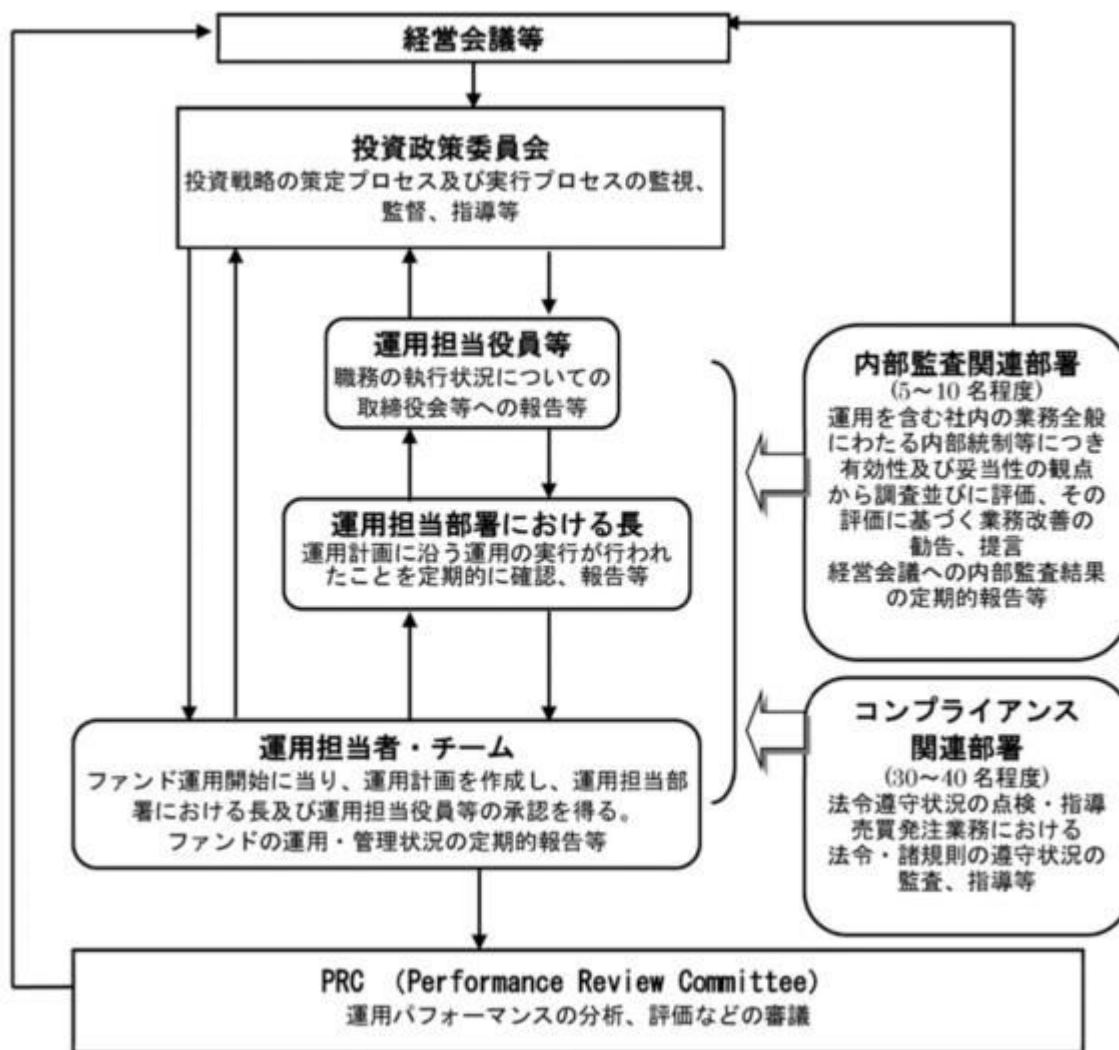 経営会議等
投資政策委員会
投資戦略の策定プロセス及び実行プロセスの監視、
監督、指導等
運用担当役員等
職務の執行状況についての
取締役会等への報告等
運用担当部署における長
運用計画に沿う運用の実行が行われ
たことを定期的に確認、報告等
運用担当者・チーム
ファンド運用開始に当り、運用計画を作成し、運用担当部
署における長及び運用担当役員等の承認を得る。
ファンドの運用・管理状況の定期的報告等
内部監査関連部署
(5〜10 名程度)
運用を含む社内の業務全般
にわたる内部統制等につき
有効性及び妥当性の観点
から調査並びに評価、その
評価に基づく業務改善の
勧告、提言
経営会議への内部監査結果
の定期的報告等
コンプライアンス
関連部署
(30〜40 名程度)
法令遵守状況の点検・指導
売買発注業務における
法令・諸規則の遵守状況の
監査、指導等
PRC (Performance Review Committee)
運用パフォーマンスの分析、評価などの審議